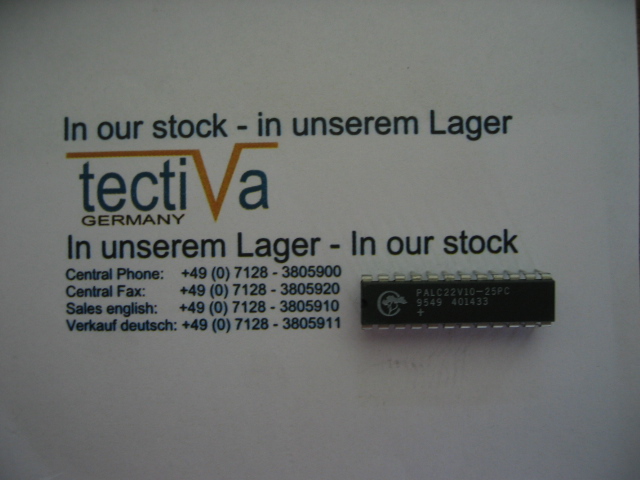 In our stock - in unserem Lager
tectiVa
GERMANY
In unserem Lager - In our stock
Central Phone: +49 (0) 7128 - 3805900
Central Fax: +49 (0) 7128 - 3805920
Sales english: +49 (0) 7128 - 3805910
Verkauf deutsch: +49 (0) 7128 - 3805911
PALC22V10-25PC
9549 401433
+